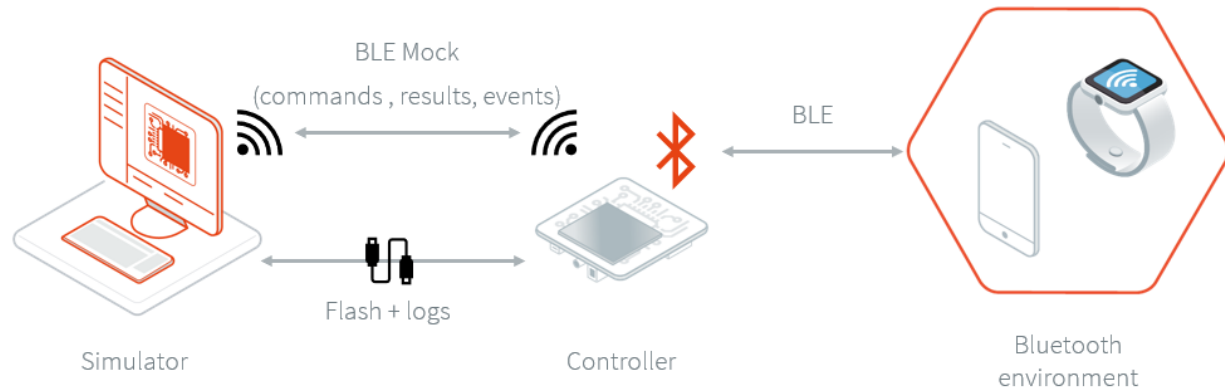 BLE Mock
(commands , results, events)
BLE
Flash + logs
Simulator
Controller
Bluetooth
environment